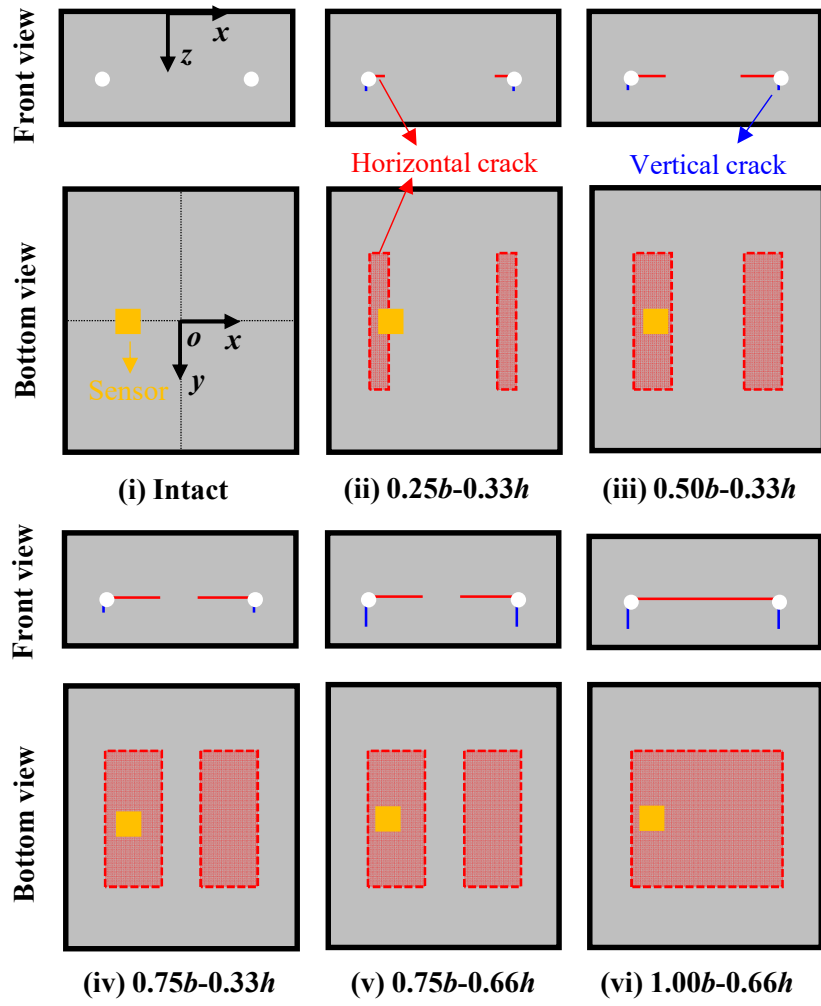 Front view
x
z
Horizontal crack
Vertical crack
Bottom view
o
x
y
Sensor
(i) Intact
(ii) 0.25b-0.33h
(iii) 0.50b-0.33h
Front view
Bottom view
(iv) 0.75b-0.33h
(v) 0.75b-0.66h
(vi) 1.00b-0.66h